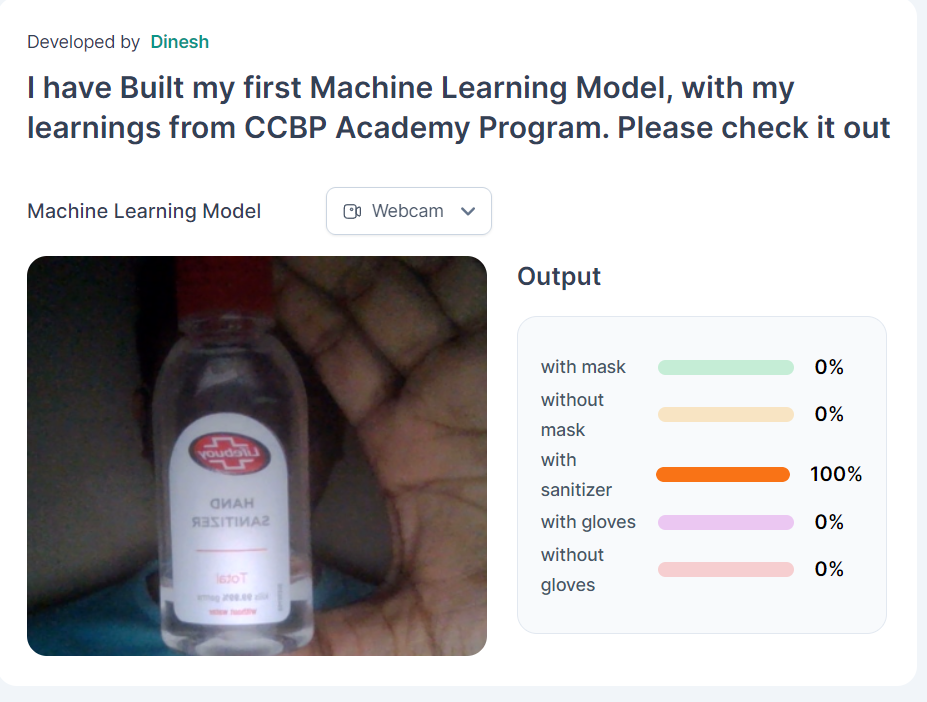 Developed by Dinesh
I have Built my first Machine Learning Model, with my
learnings from CCBP Academy Program. Please check it out
Machine Learning Model
Webcam
Lifebuoy
HAND
SANITIZER
Total
kills 99.99% germs
without water
Output
with mask 0%
without
mask 0%
with
sanitizer 100%
with gloves 0%
without
gloves 0%